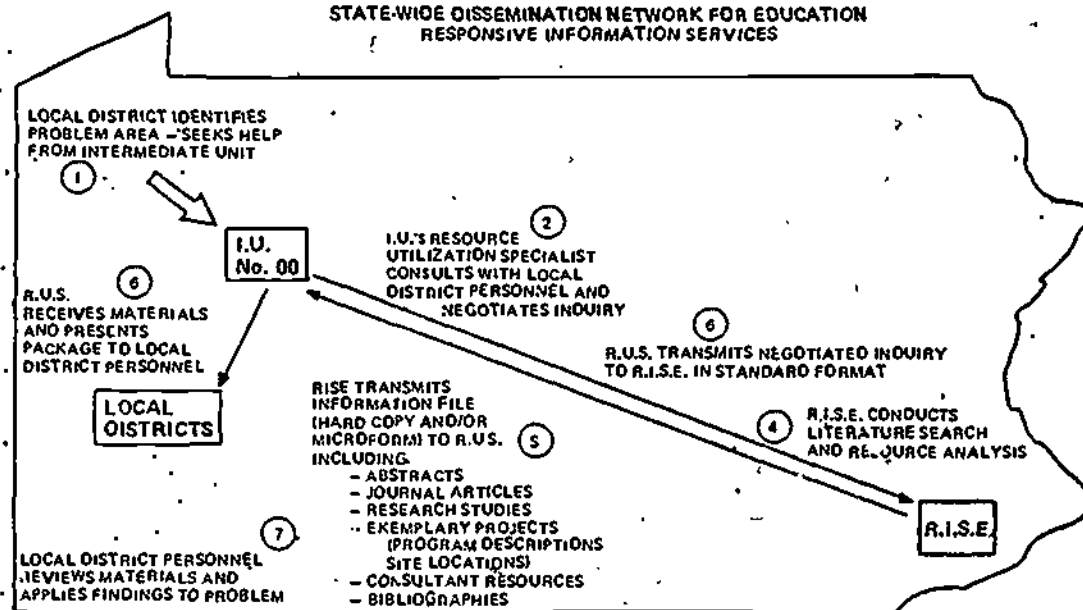 STATE-WIDE DISSEMINATION NETWORK FOR EDUCATION
RESPONSIVE INFORMATION SERVICES
LOCAL DISTRICT IDENTIFIES
PROBLEM AREA – SEEKS HELP
FROM INTERMEDIATE UNIT
1
I.U.
No. 00
2
I.U.'S RESOURCE
UTILIZATION SPECIALIST
CONSULTS WITH LOCAL
DISTRICT PERSONNEL AND
NEGOTIATES INQUIRY
6
R.U.S.
RECEIVES MATERIALS
AND PRESENTS
PACKAGE TO LOCAL
DISTRICT PERSONNEL
LOCAL
DISTRICTS
6
R.U.S. TRANSMITS NEGOTIATED INQUIRY
TO R.I.S.E. IN STANDARD FORMAT
4
R.I.S.E. CONDUCTS
LITERATURE SEARCH
AND RESOURCE ANALYSIS
R.I.S.E.
RISE TRANSMITS
INFORMATION FILE
(HARD COPY AND/OR
MICROFORM) TO R.U.S.
5
INCLUDING
– ABSTRACTS
– JOURNAL ARTICLES
– RESEARCH STUDIES
- EXEMPLARY PROJECTS
(PROGRAM DESCRIPTIONS
SITE LOCATIONS)
– CONSULTANT RESOURCES
– BIBLIOGRAPHIES
7
LOCAL DISTRICT PERSONNEL
REVIEWS MATERIALS AND
APPLIES FINDINGS TO PROBLEM